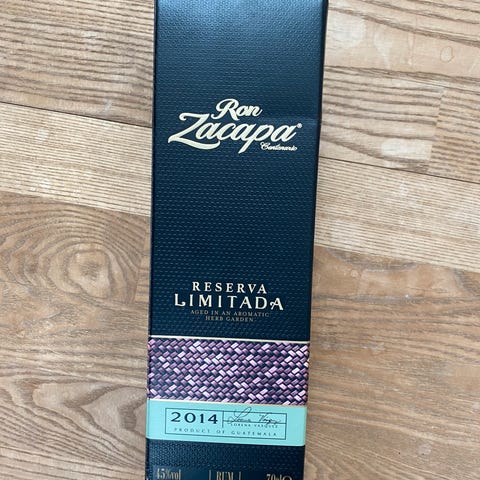 Ron
Zacapa®
Centenario
RESERVA
LIMITADA
AGED IN AN AROMATIC
HERB GARDEN
2014
LORENA VÁSQUEZ
PRODUCT OF GUATEMALA
45%vol RUM 70cl